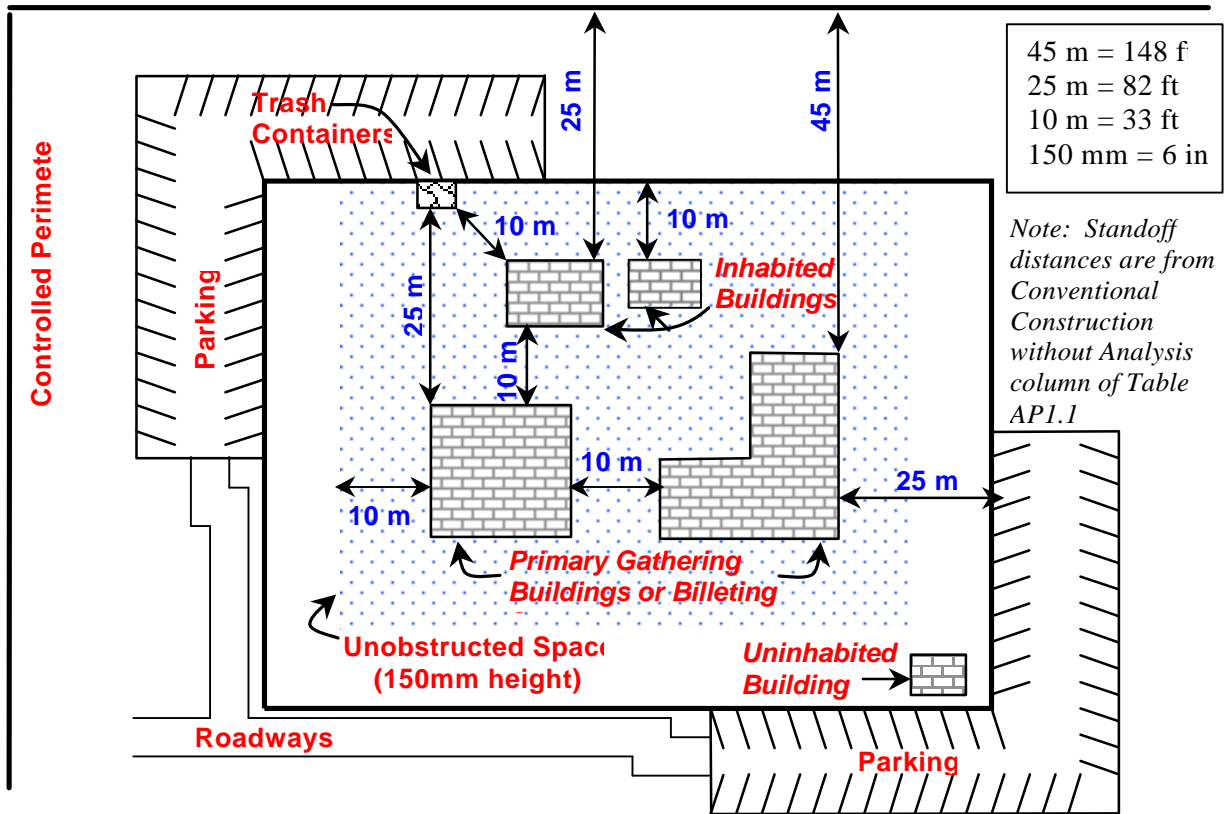 45 m = 148 f
25 m = 82 ft
10 m = 33 ft
150 mm = 6 in
Note: Standoff
distances are from
Conventional
Construction
without Analysis
column of Table
AP1.1
Controlled Perimete
Parking
Trash
Containers
25 m
45 m
10 m
10 m
25 m
10 m
Inhabited
Buildings
10 m
10 m
25 m
Primary Gathering
Buildings or Billeting
Unobstructed Spac
(150mm height)
Uninhabited
Building
Roadways
Parking